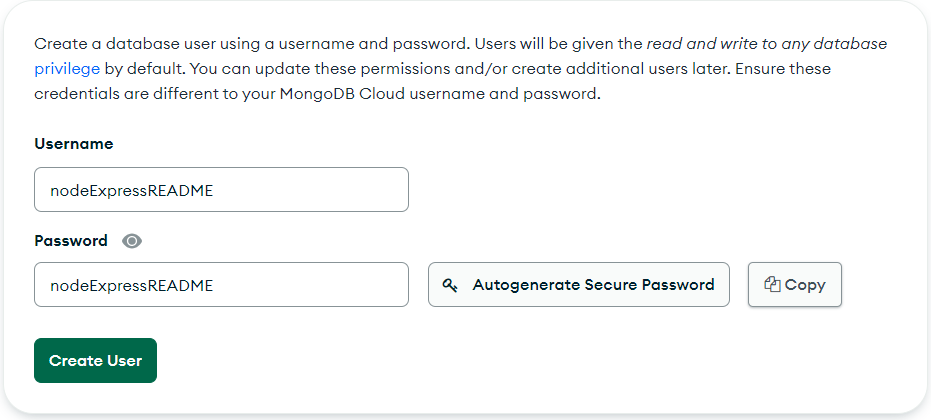 Create a database user using a username and password. Users will be given the read and write to any database
privilege by default. You can update these permissions and/or create additional users later. Ensure these
credentials are different to your MongoDB Cloud username and password.
Username
nodeExpressREADME
Password
nodeExpressREADME
Autogenerate Secure Password
Copy
Create User